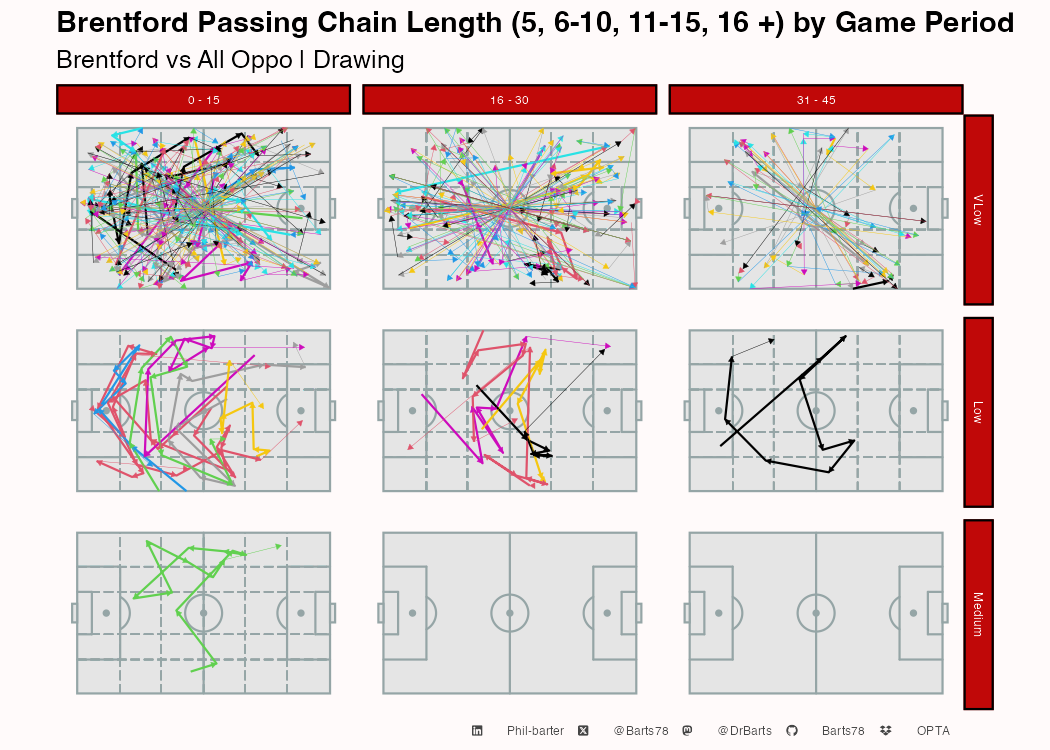 Brentford Passing Chain Length (5, 6-10, 11-15, 16 +) by Game Period
Brentford vs All Oppo | Drawing
0 - 15
16 - 30
31 - 45
VLow
Low
Medium
Phil-barter @Barts78 @DrBarts Barts78 OPTA